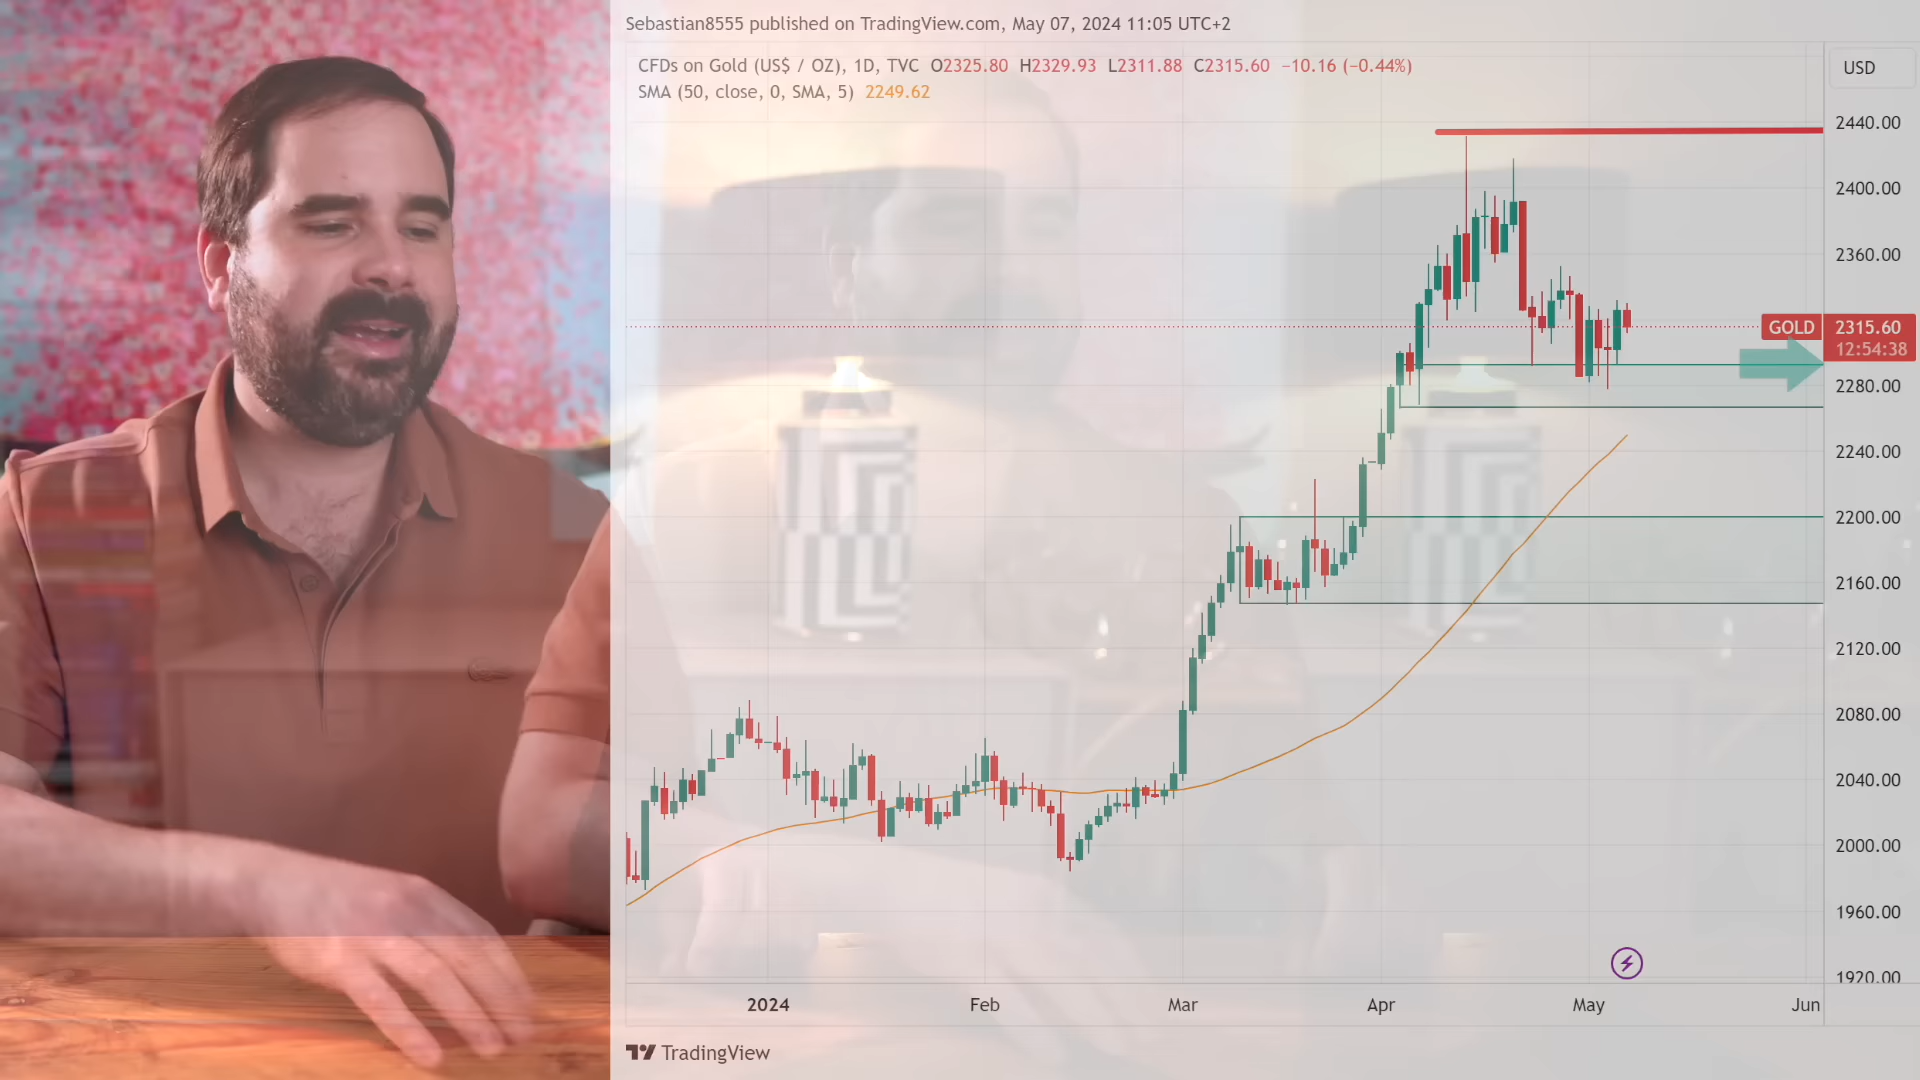 Sebastian8555 published on TradingView.com, May 07, 2024 11:05 UTC+2
CFDs on Gold (US$ / OZ), 1D, TVC O2325.80 H2329.93 L2311.88 C2315.60 −10.16 (−0.44%)
SMA (50, close, 0, SMA, 5) 2249.62
USD
2440.00
2400.00
2360.00
GOLD 2315.60
12:54:38
2280.00
2240.00
2200.00
2160.00
2120.00
2080.00
2040.00
2000.00
1960.00
1920.00
2024 Feb Mar Apr May Jun
TradingView